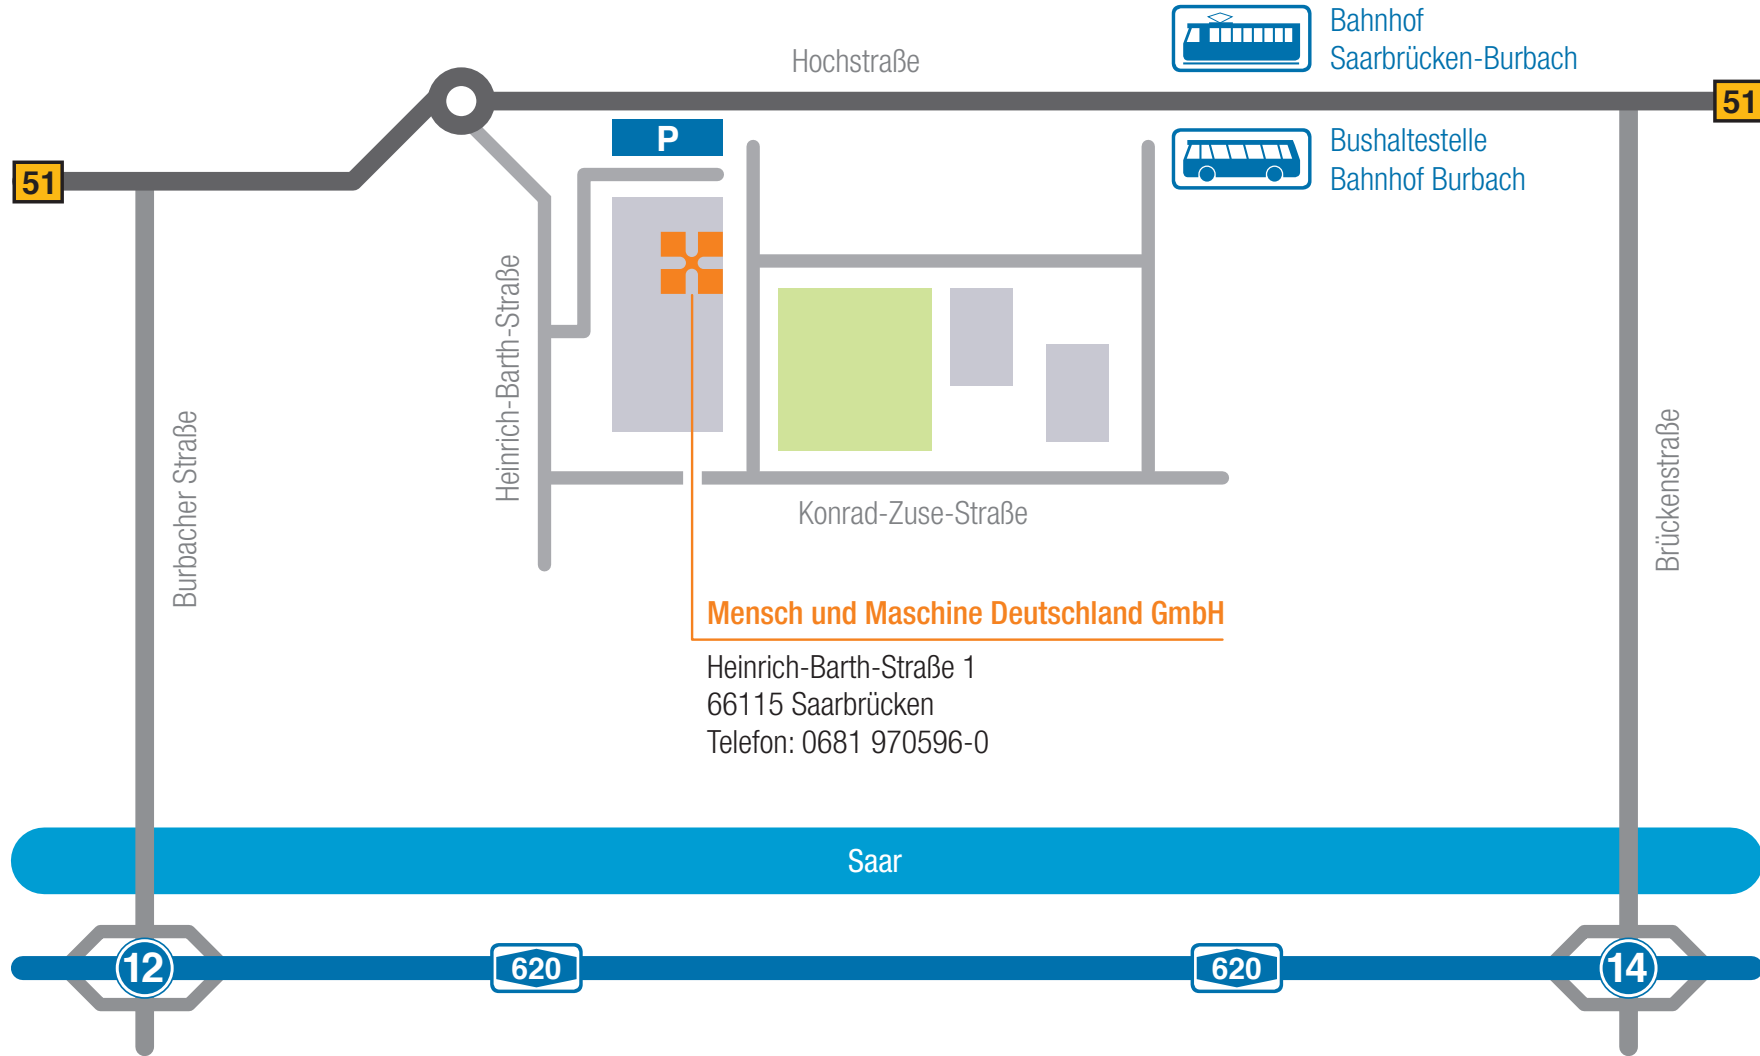 Bahnhof
Saarbrücken-Burbach
Hochstraße
51
P
Bushaltestelle
Bahnhof Burbach
51
Heinrich-Barth-Straße
Burbacher Straße
Brückenstraße
Konrad-Zuse-Straße
Mensch und Maschine Deutschland GmbH
Heinrich-Barth-Straße 1
66115 Saarbrücken
Telefon: 0681 970596-0
Saar
12
620
620
14